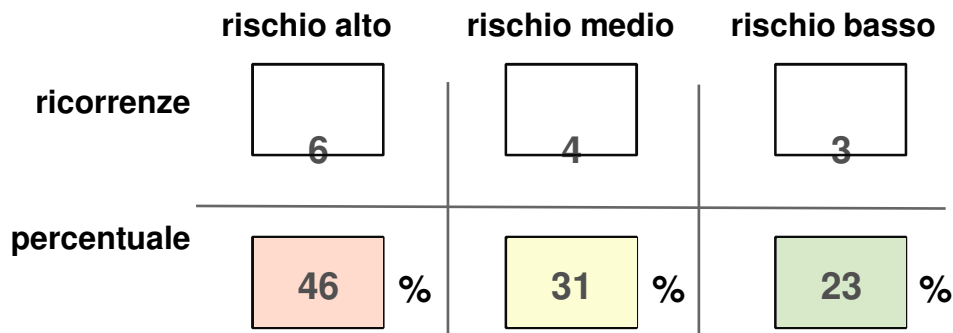 rischio alto rischio medio rischio basso
ricorrenze
6 4 3
percentuale
46 % 31 % 23 %